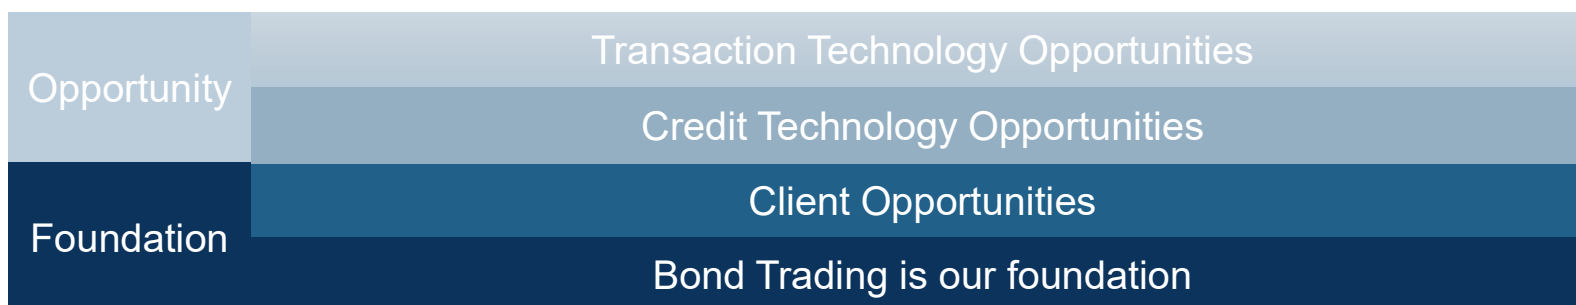 Opportunity
Transaction Technology Opportunities
Credit Technology Opportunities
Foundation
Client Opportunities
Bond Trading is our foundation